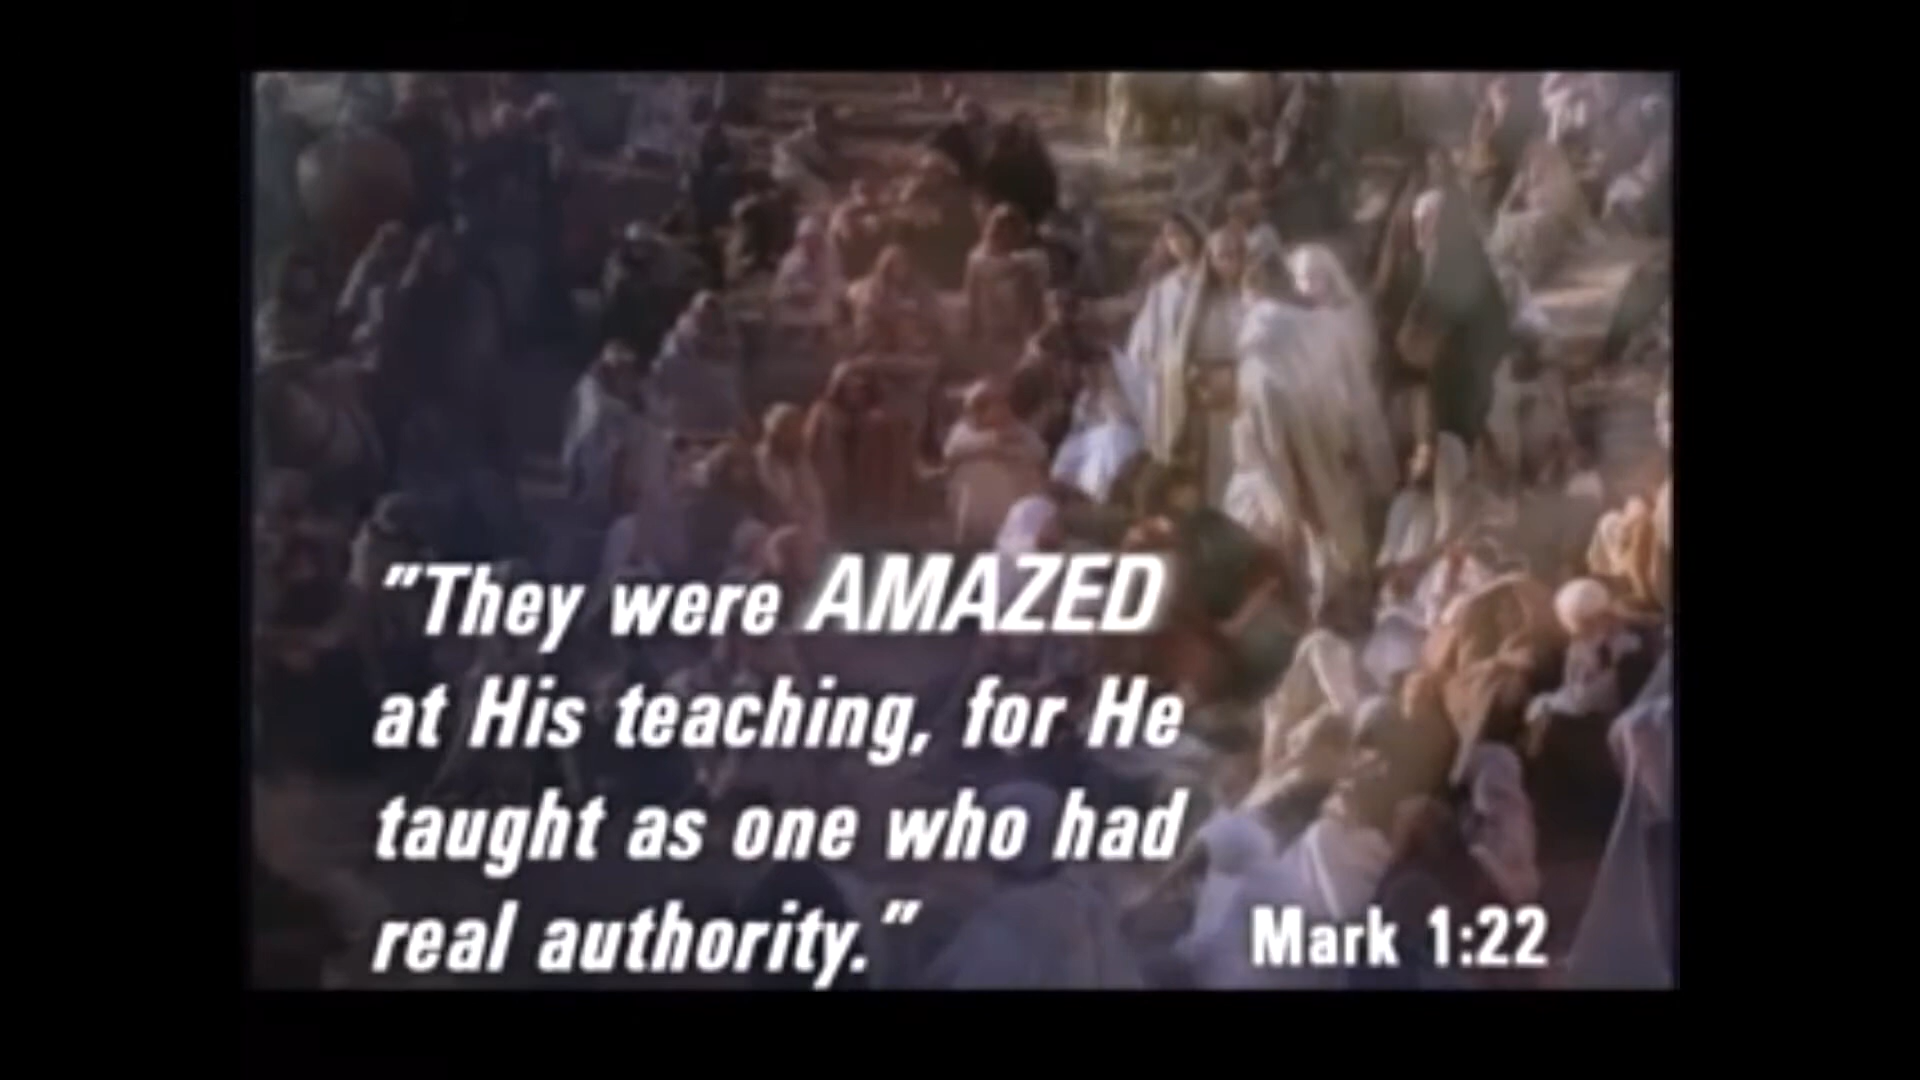 "They were AMAZED
at His teaching, for He
taught as one who had
real authority."
Mark 1:22